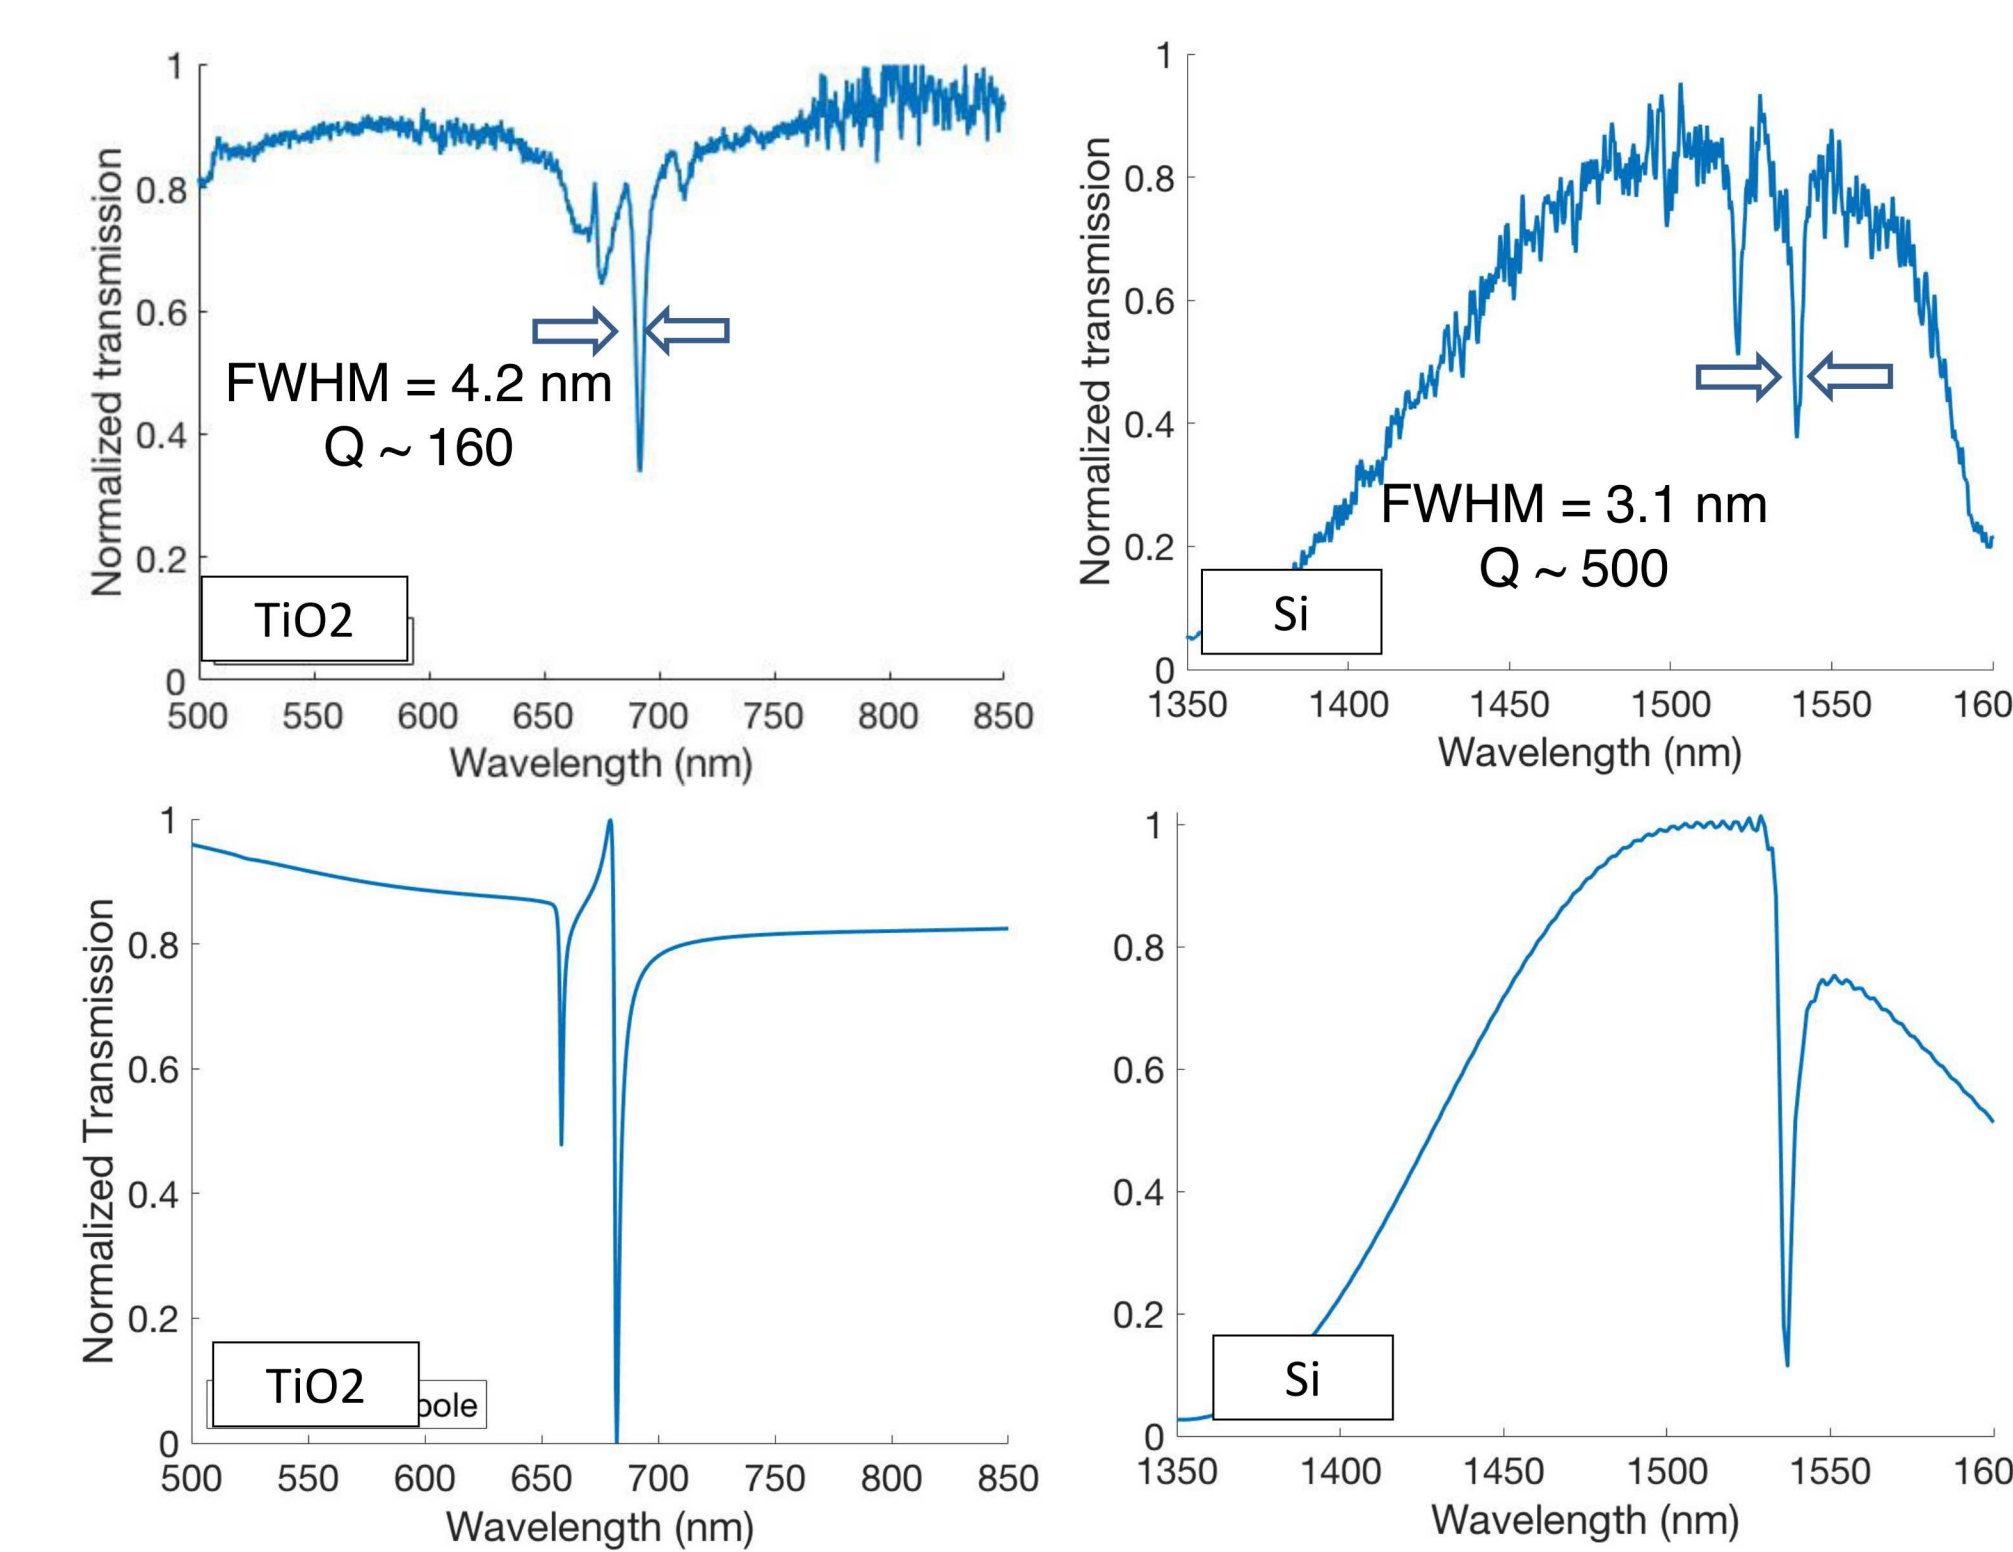 1
0.8
0.6
0.4
0.2
0
Normalized transmission
FWHM = 4.2 nm
Q ~ 160
TiO2
500 550 600 650 700 750 800 850
Wavelength (nm)
1
0.8
0.6
0.4
0.2
0
Normalized transmission
FWHM = 3.1 nm
Q ~ 500
Si
1350 1400 1450 1500 1550 160
Wavelength (nm)
1
0.8
0.6
0.4
0.2
0
Normalized Transmission
TiO2
pole
500 550 600 650 700 750 800 850
Wavelength (nm)
1
0.8
0.6
0.4
0.2
0
Si
1350 1400 1450 1500 1550 160
Wavelength (nm)